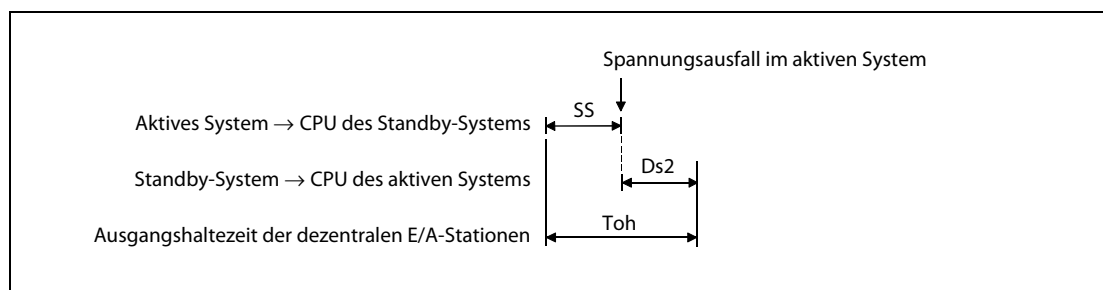 Spannungsausfall im aktiven System
SS
Aktives System → CPU des Standby-Systems
Ds2
Standby-System → CPU des aktiven Systems
Toh
Ausgangshaltezeit der dezentralen E/A-Stationen